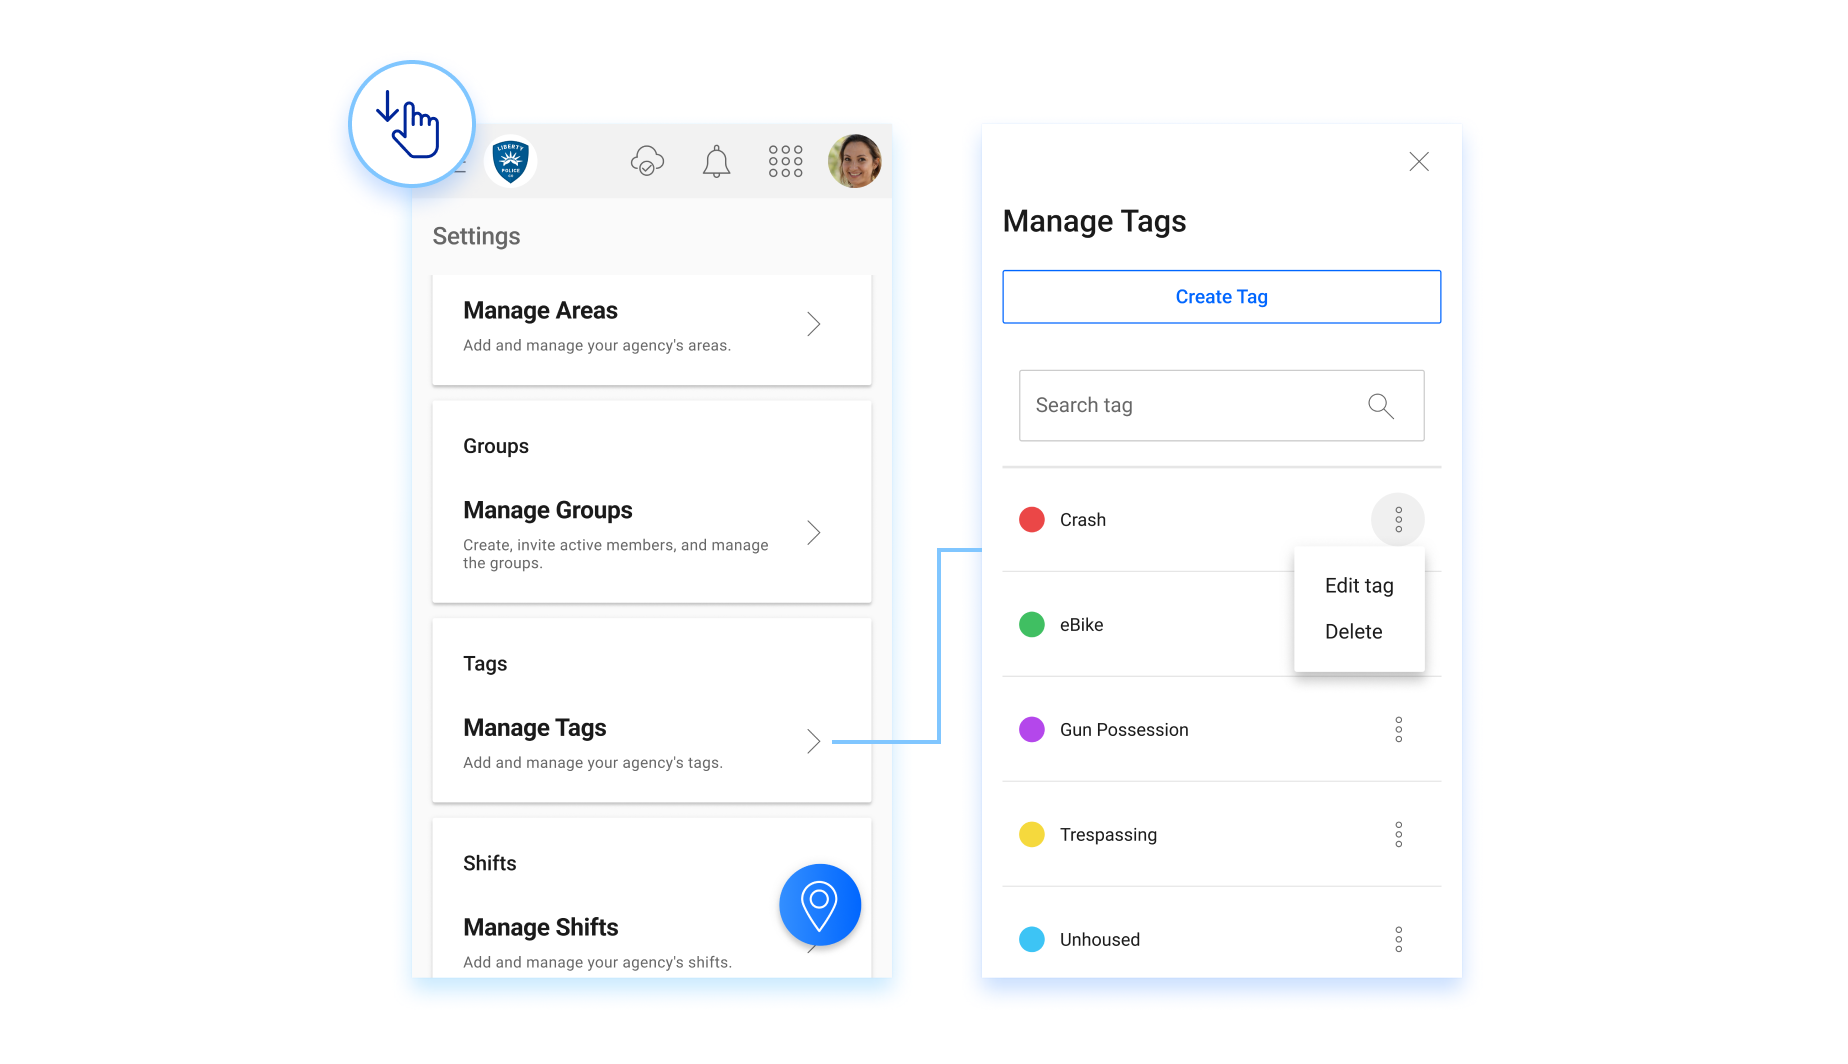 LIBERTY
POLICE
CO
Settings
Manage Areas
Add and manage your agency's areas.
Groups
Manage Groups
Create, invite active members, and manage
the groups.
Tags
Manage Tags
Add and manage your agency's tags.
Shifts
Manage Shifts
Add and manage your agency's shifts.
Manage Tags
Create Tag
Search tag
Crash
Edit tag
Delete
eBike
Gun Possession
Trespassing
Unhoused